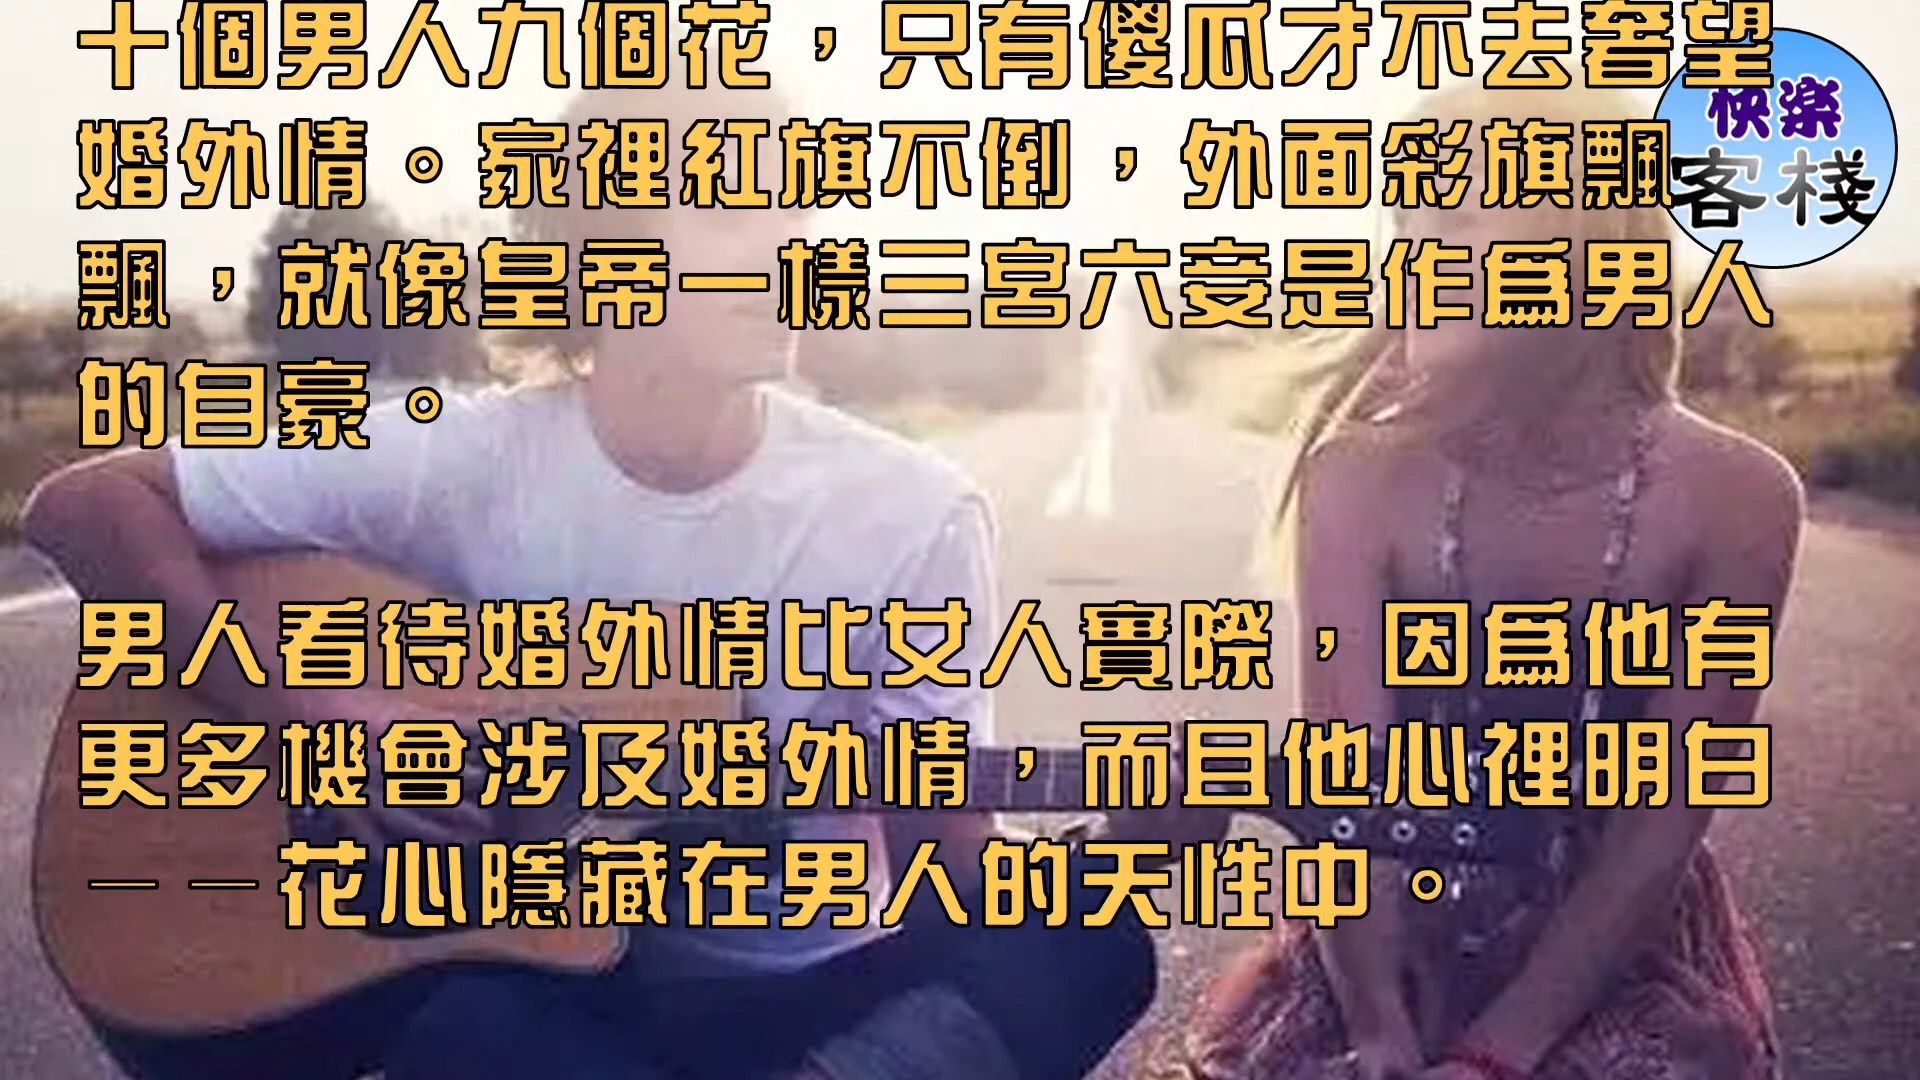 十個男人九個花，只有傻瓜才不去奢望
婚外情。家裡紅旗不倒，外面彩旗飄
飄，就像皇帝一樣三宮六妾是作爲男人
的自豪。
男人看待婚外情比女人實際，因爲他有
更多機會涉及婚外情，而且他心裡明白
——花心隱藏在男人的天性中。
快樂
客栈